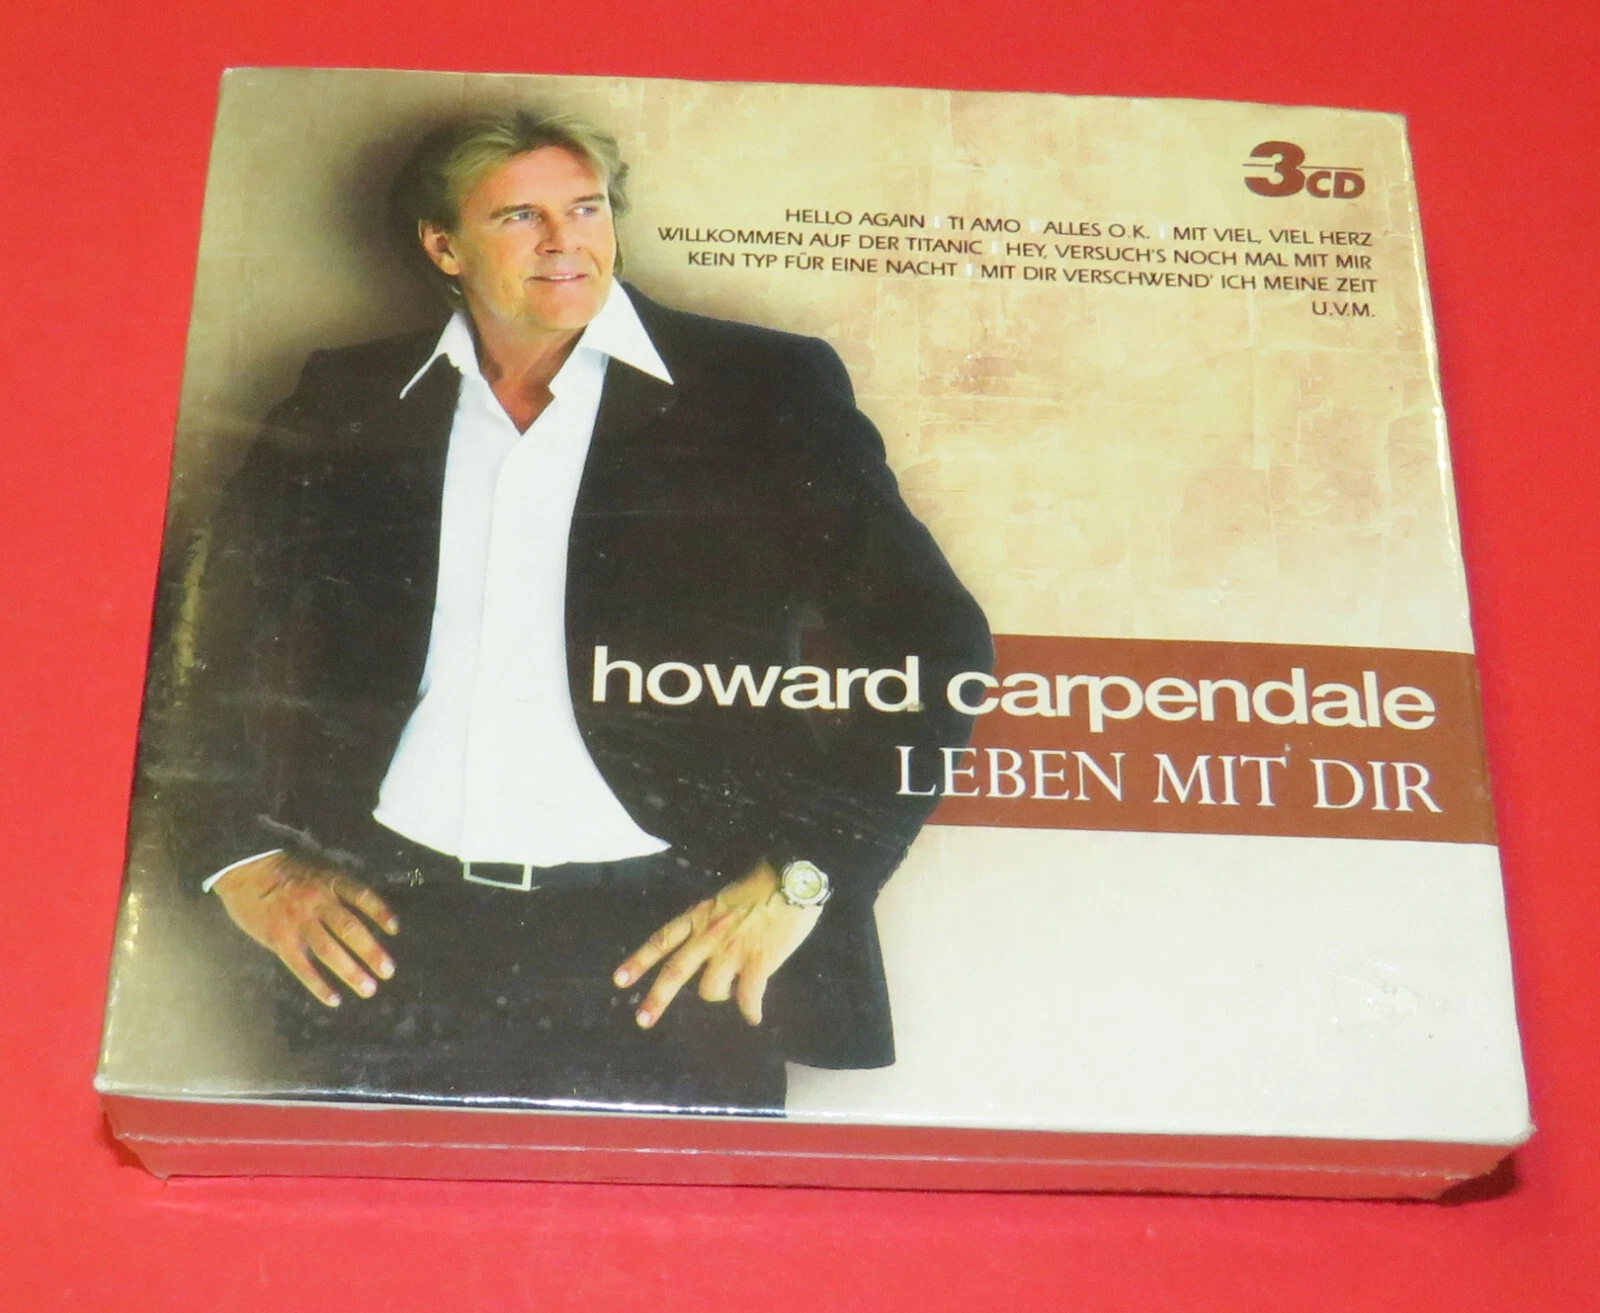 3CD
HELLO AGAIN | TI AMO | ALLES O.K. | MIT VIEL, VIEL HERZ
WILLKOMMEN AUF DER TITANIC | HEY, VERSUCH'S NOCH MAL MIT MIR
KEIN TYP FÜR EINE NACHT | MIT DIR VERSCHWEND' ICH MEINE ZEIT
U.V.M.
howard carpendale
LEBEN MIT DIR